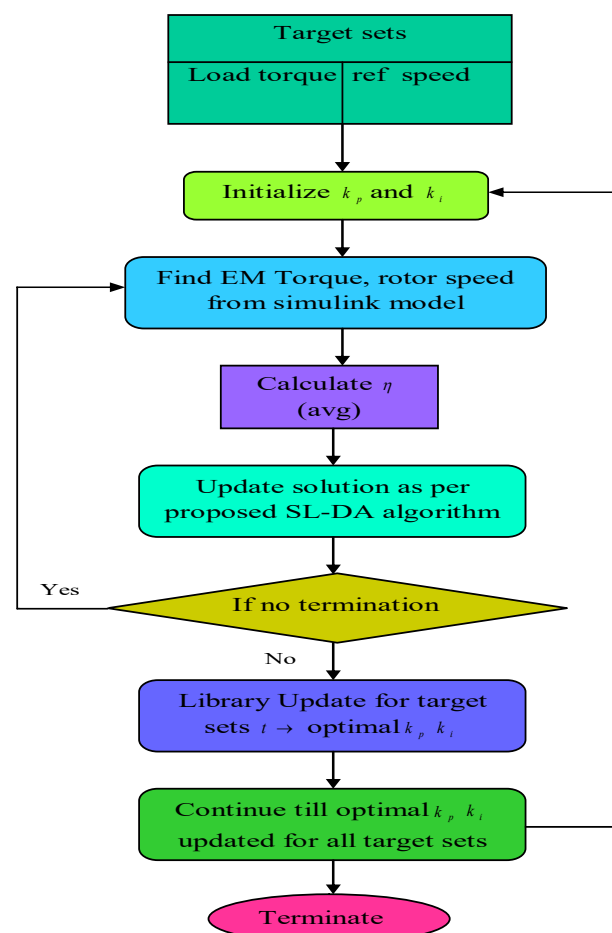 Target sets
Load torque ref speed
Initialize k p and k i
Find EM Torque, rotor speed
from simulink model
Calculate η
(avg)
Update solution as per
proposed SL-DA algorithm
Yes
If no termination
No
Library Update for target
sets t → optimal k p k i
Continue till optimal k p k i
updated for all target sets
Terminate